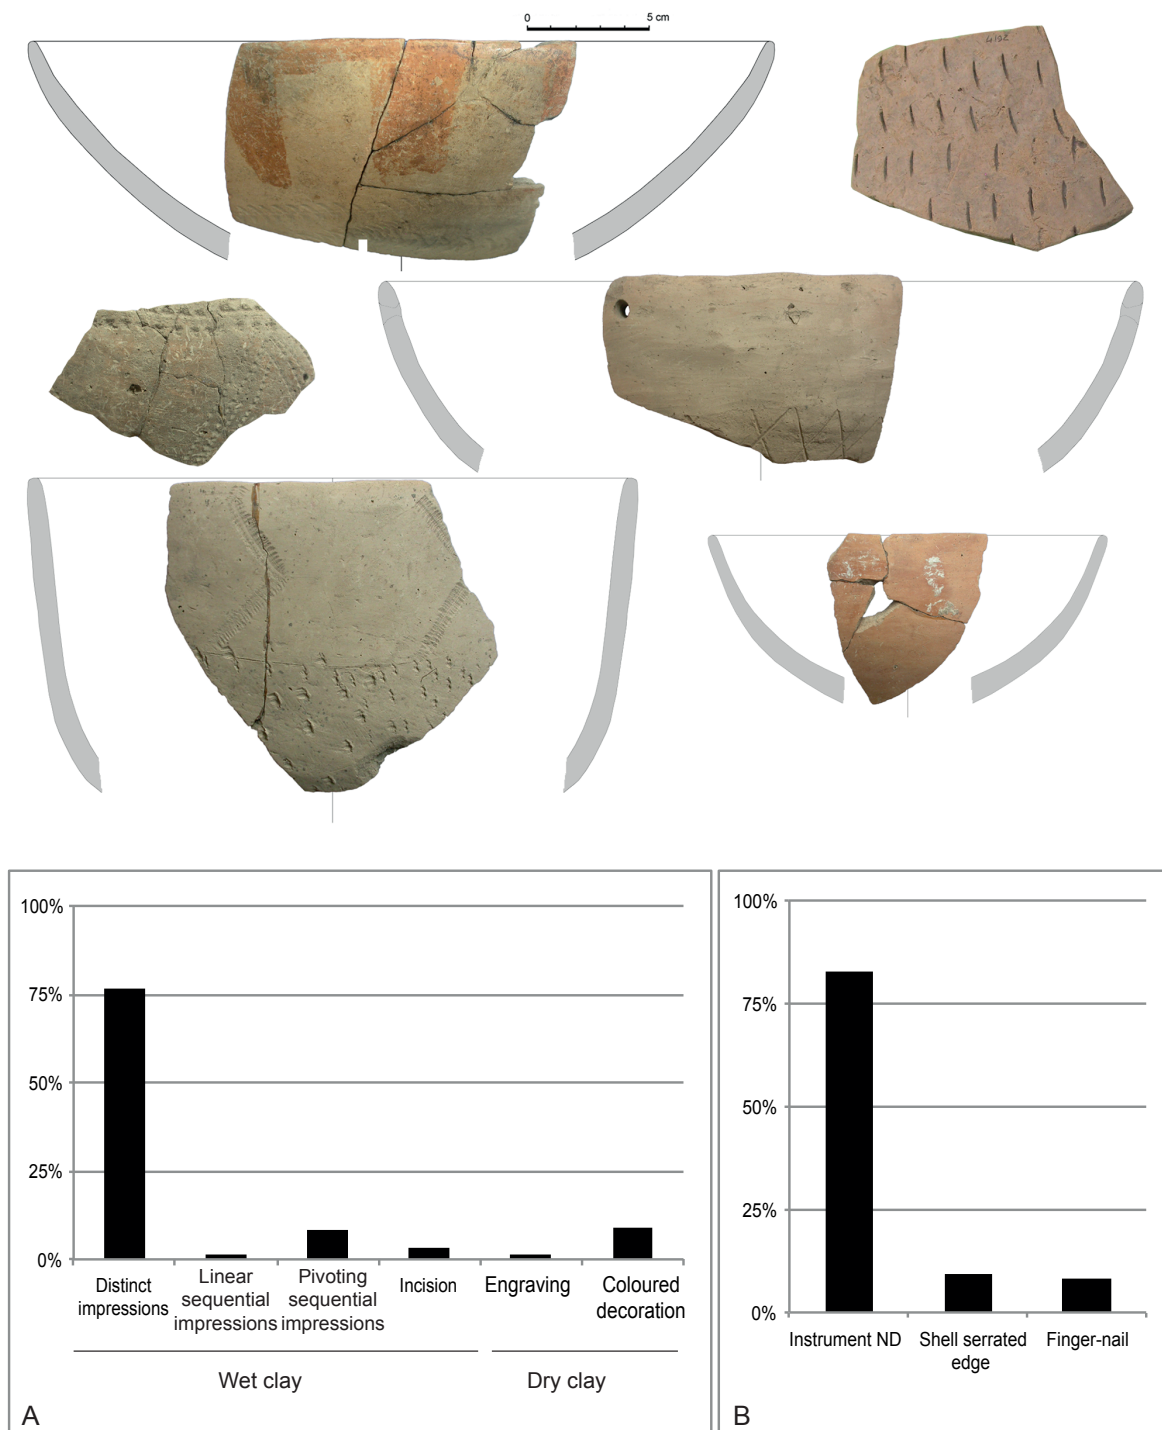 0 5 cm
4192
100%
75%
50%
25%
0%
Distinct
impressions
Linear
sequential
impressions
Pivoting
sequential
impressions
Incision
Engraving
Coloured
decoration
Wet clay
Dry clay
A
100%
75%
50%
25%
0%
Instrument ND
Shell serrated
edge
Finger-nail
B